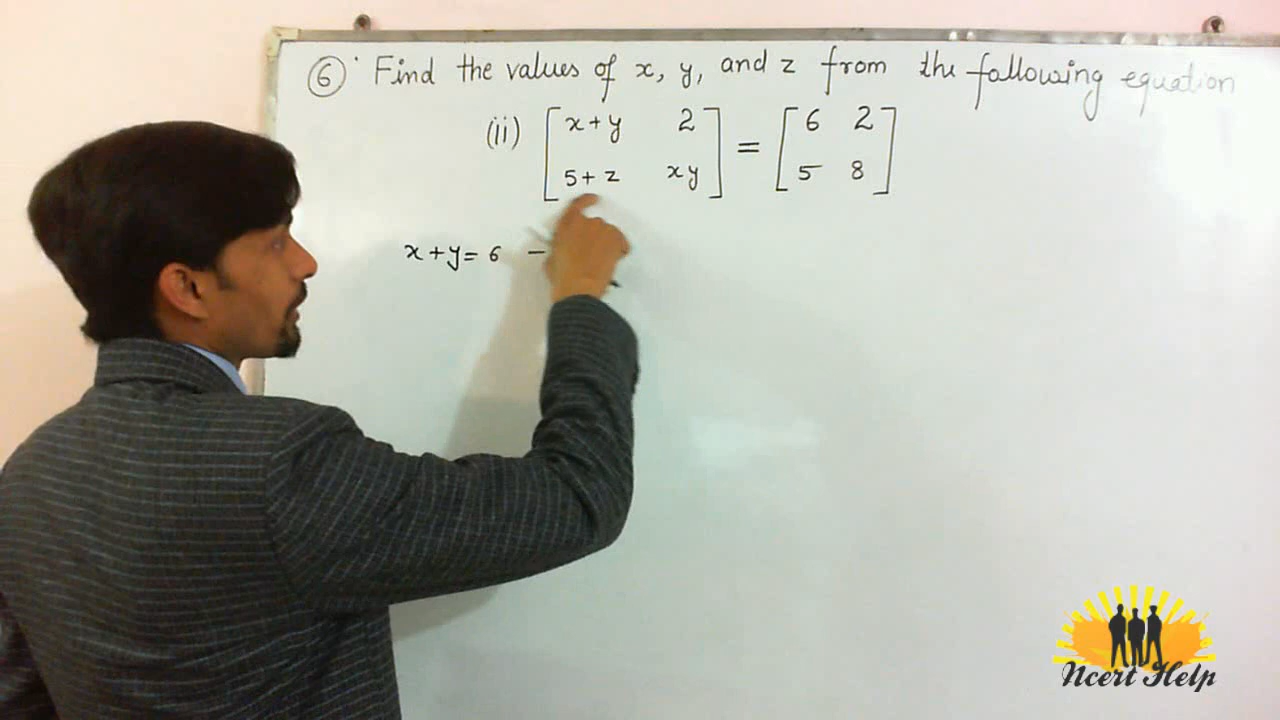 6 Find the values of x, y, and z from the following equation
(ii) [ x+y 2 ] = [ 6 2 ]
[ 5+z xy ] [ 5 8 ]
x+y=6 −
Ncert Help